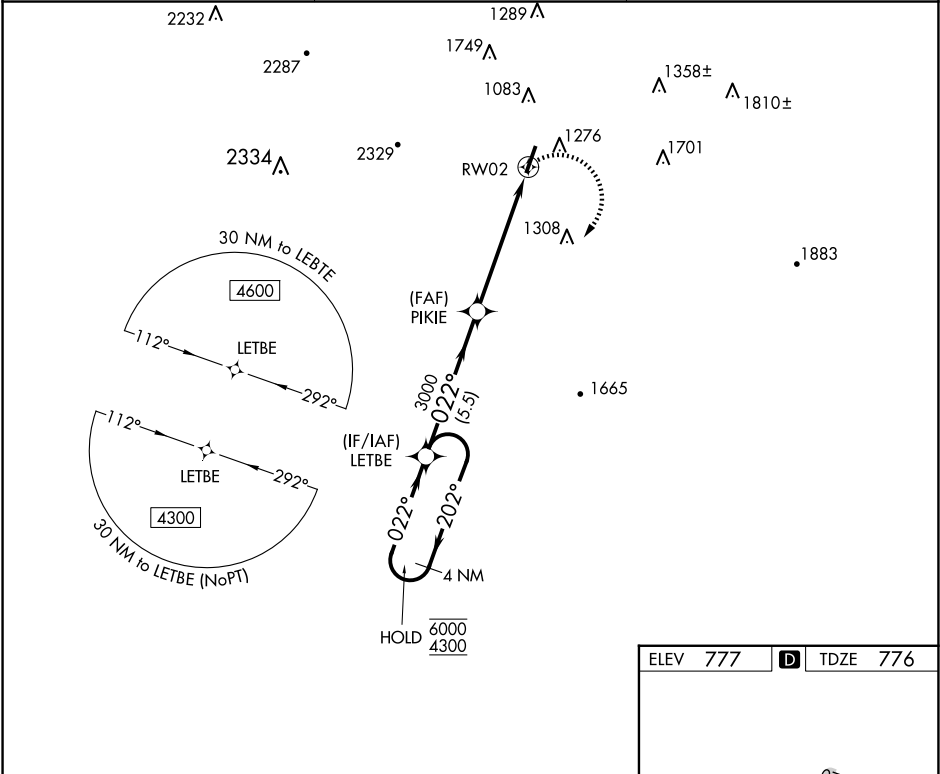 2232
1289
1749
2287
1083
1358±
1810±
2334
2329
1276
1701
RW02
1308
30 NM to LEBTE
4600
1883
(FAF)
PIKIE
112°
LETBE
292°
3000
022°
(5.5)
1665
112°
(IF/IAF)
LETBE
LETBE
292°
4300
022°
202°
30 NM to LETBE (NoPT)
4 NM
HOLD 6000
4300
ELEV 777 D TDZE 776